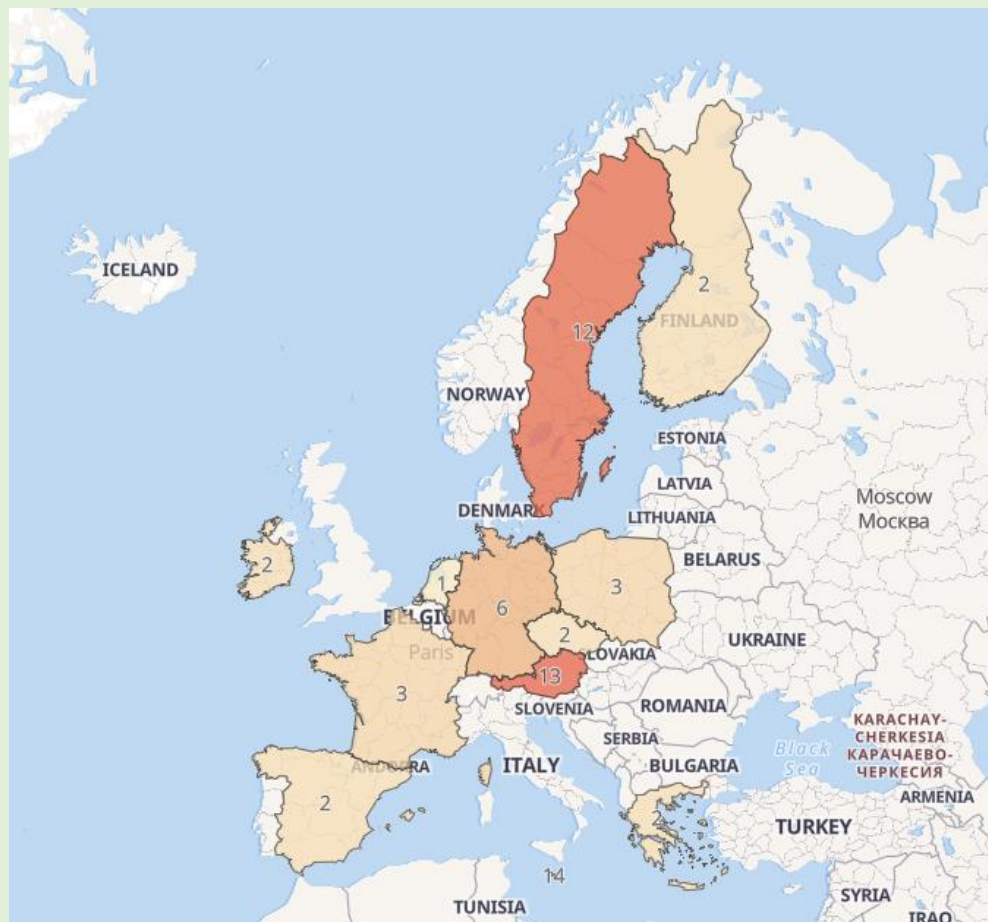 ICELAND
2
FINLAND
12
NORWAY
ESTONIA
LATVIA
Moscow
Москва
DENMARK
LITHUANIA
BELARUS
2
1
3
6
BELGIUM
2
UKRAINE
Paris
SLOVAKIA
13
3
SLOVENIA
ROMANIA
KARACHAY-
CHERKESIA
КАРАЧАЕВО-
ЧЕРКЕСИЯ
SERBIA
Black
Sea
ITALY
BULGARIA
ANDORRA
ARMENIA
2
2
TURKEY
14
SYRIA
TUNISIA
IRAQ